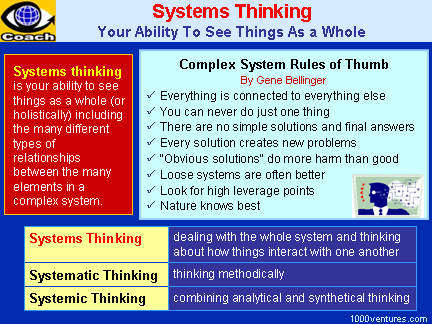 Systems Thinking
Your Ability To See Things As a Whole
Coach
Systems thinking
is your ability to see
things as a whole (or
holistically) including
the many different
types of
relationships
between the many
elements in a
complex system.
Complex System Rules of Thumb
By Gene Bellinger
✓ Everything is connected to everything else
✓ You can never do just one thing
✓ There are no simple solutions and final answers
✓ Every solution creates new problems
✓ "Obvious solutions" do more harm than good
✓ Loose systems are often better
✓ Look for high leverage points
✓ Nature knows best
Systems Thinking
dealing with the whole system and thinking
about how things interact with one another
Systematic Thinking
thinking methodically
Systemic Thinking
combining analytical and synthetical thinking
1000ventures.com